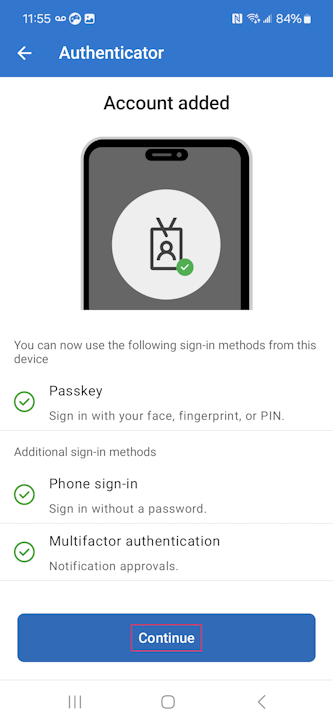 11:55 84%
Authenticator
Account added
You can now use the following sign-in methods from this
device
Passkey
Sign in with your face, fingerprint, or PIN.
Additional sign-in methods
Phone sign-in
Sign in without a password.
Multifactor authentication
Notification approvals.
Continue